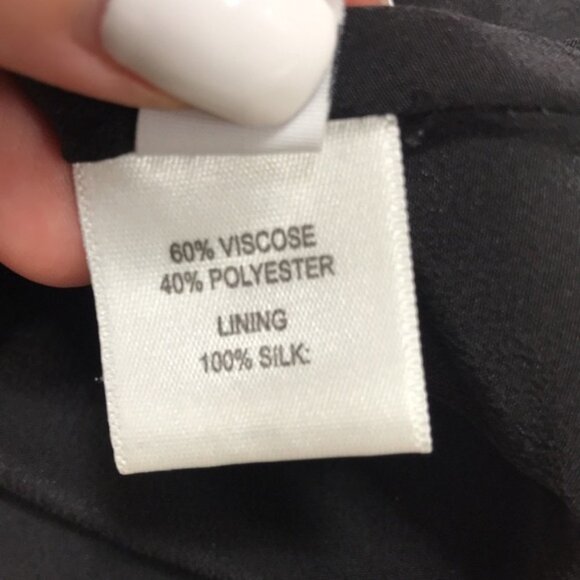 60% VISCOSE
40% POLYESTER
LINING
100% SiLK: